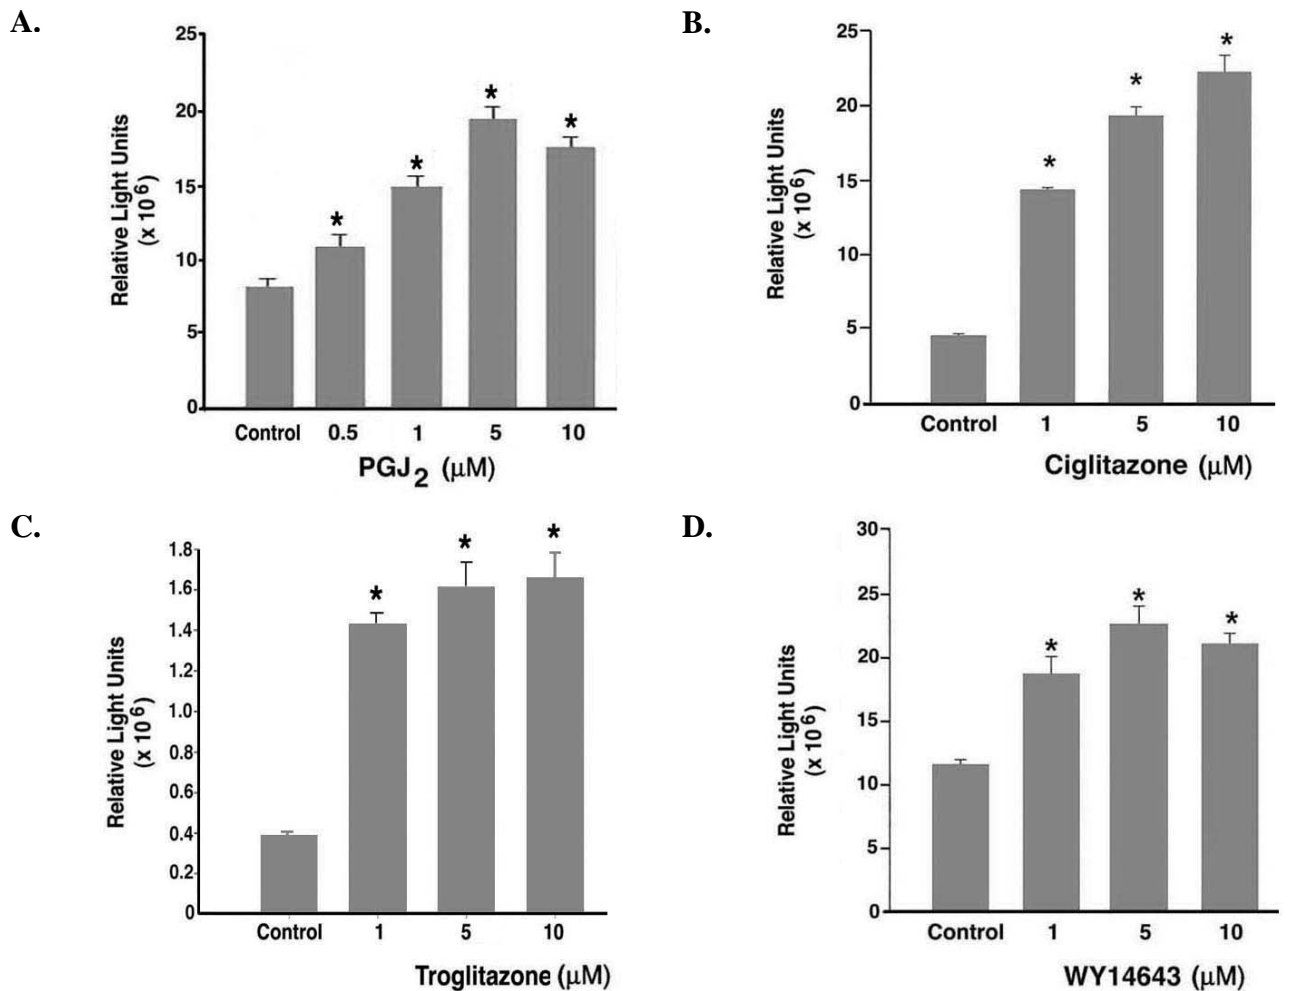 A.
25
20
15
10
5
0
Relative Light Units
(x 10 6)
*
*
*
*
Control 0.5 1 5 10
PGJ 2 (μM)
B.
25
20
15
10
5
0
Relative Light Units
(x 10 6)
*
*
*
Control 1 5 10
Ciglitazone (μM)
C.
1.8
1.6
1.4
1.2
1.0
0.8
0.6
0.4
0.2
0
Relative Light Units
(x 10 6)
*
*
*
Control 1 5 10
Troglitazone (μM)
D.
30
25
20
15
10
5
0
Relative Light Units
(x 10 6)
*
*
*
Control 1 5 10
WY14643 (μM)